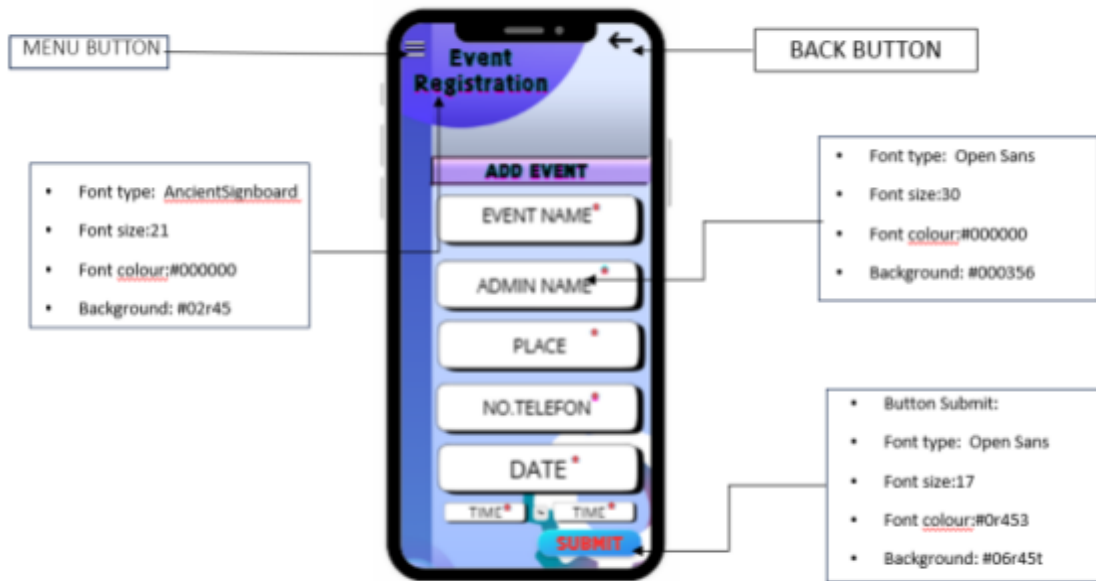 MENU BUTTON
BACK BUTTON
Event
Registration
• Font type: AncientSignboard
• Font size:21
• Font colour:#000000
• Background: #02r45
ADD EVENT
EVENT NAME*
ADMIN NAME*
PLACE *
NO.TELEFON*
DATE *
TIME* ~ TIME*
SUBMIT
• Font type: Open Sans
• Font size:30
• Font colour:#000000
• Background: #000356
• Button Submit:
• Font type: Open Sans
• Font size:17
• Font colour:#0r453
• Background: #06r45t